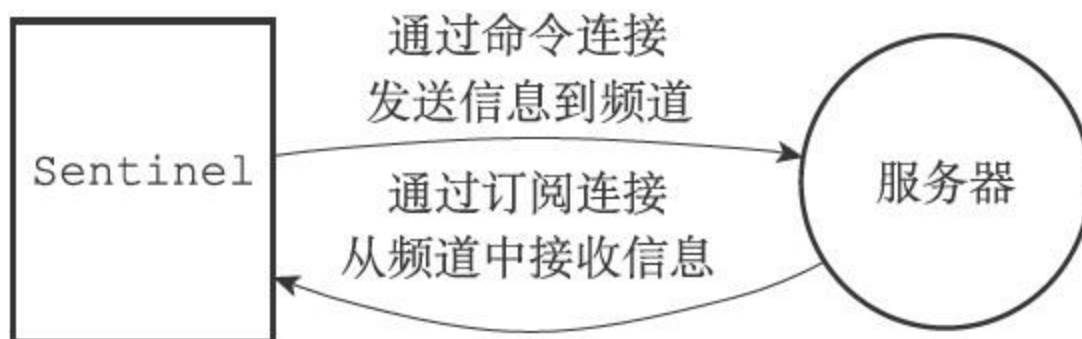 通过命令连接
发送信息到频道
Sentinel
服务器
通过订阅连接
从频道中接收信息